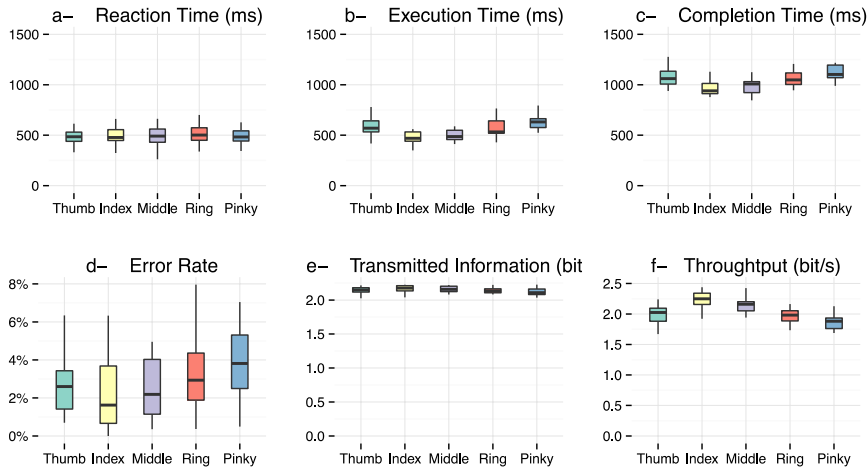 a– Reaction Time (ms)
1500
1000
500
0
Thumb Index Middle Ring Pinky
b– Execution Time (ms)
1500
1000
500
0
Thumb Index Middle Ring Pinky
c– Completion Time (ms)
1500
1000
500
0
Thumb Index Middle Ring Pinky
d– Error Rate
8%
6%
4%
2%
0%
Thumb Index Middle Ring Pinky
e– Transmitted Information (bit
2.0
1.5
1.0
0.5
0.0
Thumb Index Middle Ring Pinky
f– Throughtput (bit/s)
2.5
2.0
1.5
1.0
0.5
0.0
Thumb Index Middle Ring Pinky